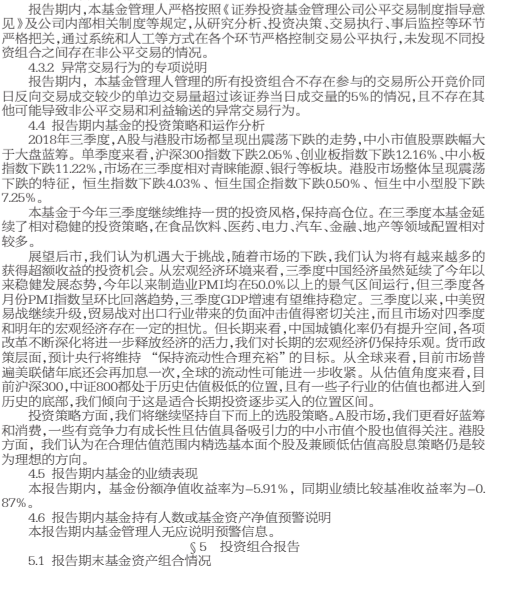 报告期内,本基金管理人严格按照《证券投资基金管理公司公平交易制度指导意
见》及公司内部相关制度等规定,从研究分析、投资决策、交易执行、事后监控等环节
严格把关,通过系统和人工等方式在各个环节严格控制交易公平执行,未发现不同投
资组合之间存在非公平交易的情况。
4.3.2 异常交易行为的专项说明
报告期内，本基金管理人管理的所有投资组合不存在参与的交易所公开竞价同
日反向交易成交较少的单边交易量超过该证券当日成交量的5%的情况,且不存在其
他可能导致非公平交易和利益输送的异常交易行为。
4.4 报告期内基金的投资策略和运作分析
2018年三季度,A股与港股市场都呈现出震荡下跌的走势,中小市值股票跌幅大
于大盘蓝筹。单季度来看,沪深300指数下跌2.05%、创业板指数下跌12.16%、中小板
指数下跌11.22%,市场在三季度相对青睐能源、银行等板块。港股市场整体呈现震荡
下跌的特征，恒生指数下跌4.03%、恒生国企指数下跌0.50%、恒生中小型股下跌
7.25%。
本基金于今年三季度继续维持一贯的投资风格,保持高仓位。在三季度本基金延
续了相对稳健的投资策略,在食品饮料、医药、电力、汽车、金融、地产等领域配置相对
较多。
展望后市,我们认为机遇大于挑战,随着市场的下跌,我们认为将有越来越多的
获得超额收益的投资机会。从宏观经济环境来看,三季度中国经济虽然延续了今年以
来稳健发展态势,今年以来制造业PMI均在50.0%以上的景气区间运行,但三季度各
月份PMI指数呈环比回落趋势,三季度GDP增速有望维持稳定。三季度以来,中美贸
易战继续升级,贸易战对出口行业带来的负面冲击值得密切关注,而且市场对四季度
和明年的宏观经济存在一定的担忧。但长期来看,中国城镇化率仍有提升空间,各项
改革不断深化将进一步释放经济的活力,我们对长期的宏观经济仍保持乐观。货币政
策层面,预计央行将维持 “保持流动性合理充裕”的目标。从全球来看,目前市场普
遍美联储年底还会再加息一次,全球的流动性可能进一步收紧。从估值角度来看,目
前沪深300,中证800都处于历史估值极低的位置,且有一些子行业的估值也都进入到
历史的底部,我们倾向于这是适合长期投资逐步买入的位置区间。
投资策略方面,我们将继续坚持自下而上的选股策略。A股市场,我们更看好蓝筹
和消费,一些有竞争力有成长性且估值具备吸引力的中小市值个股也值得关注。港股
方面，我们认为在合理估值范围内精选基本面个股及兼顾低估值高股息策略仍是较
为理想的方向。
4.5 报告期内基金的业绩表现
本报告期内，基金份额净值收益率为-5.91%，同期业绩比较基准收益率为-0.
87%。
4.6 报告期内基金持有人数或基金资产净值预警说明
本报告期内基金管理人无应说明预警信息。
§5 投资组合报告
5.1 报告期末基金资产组合情况